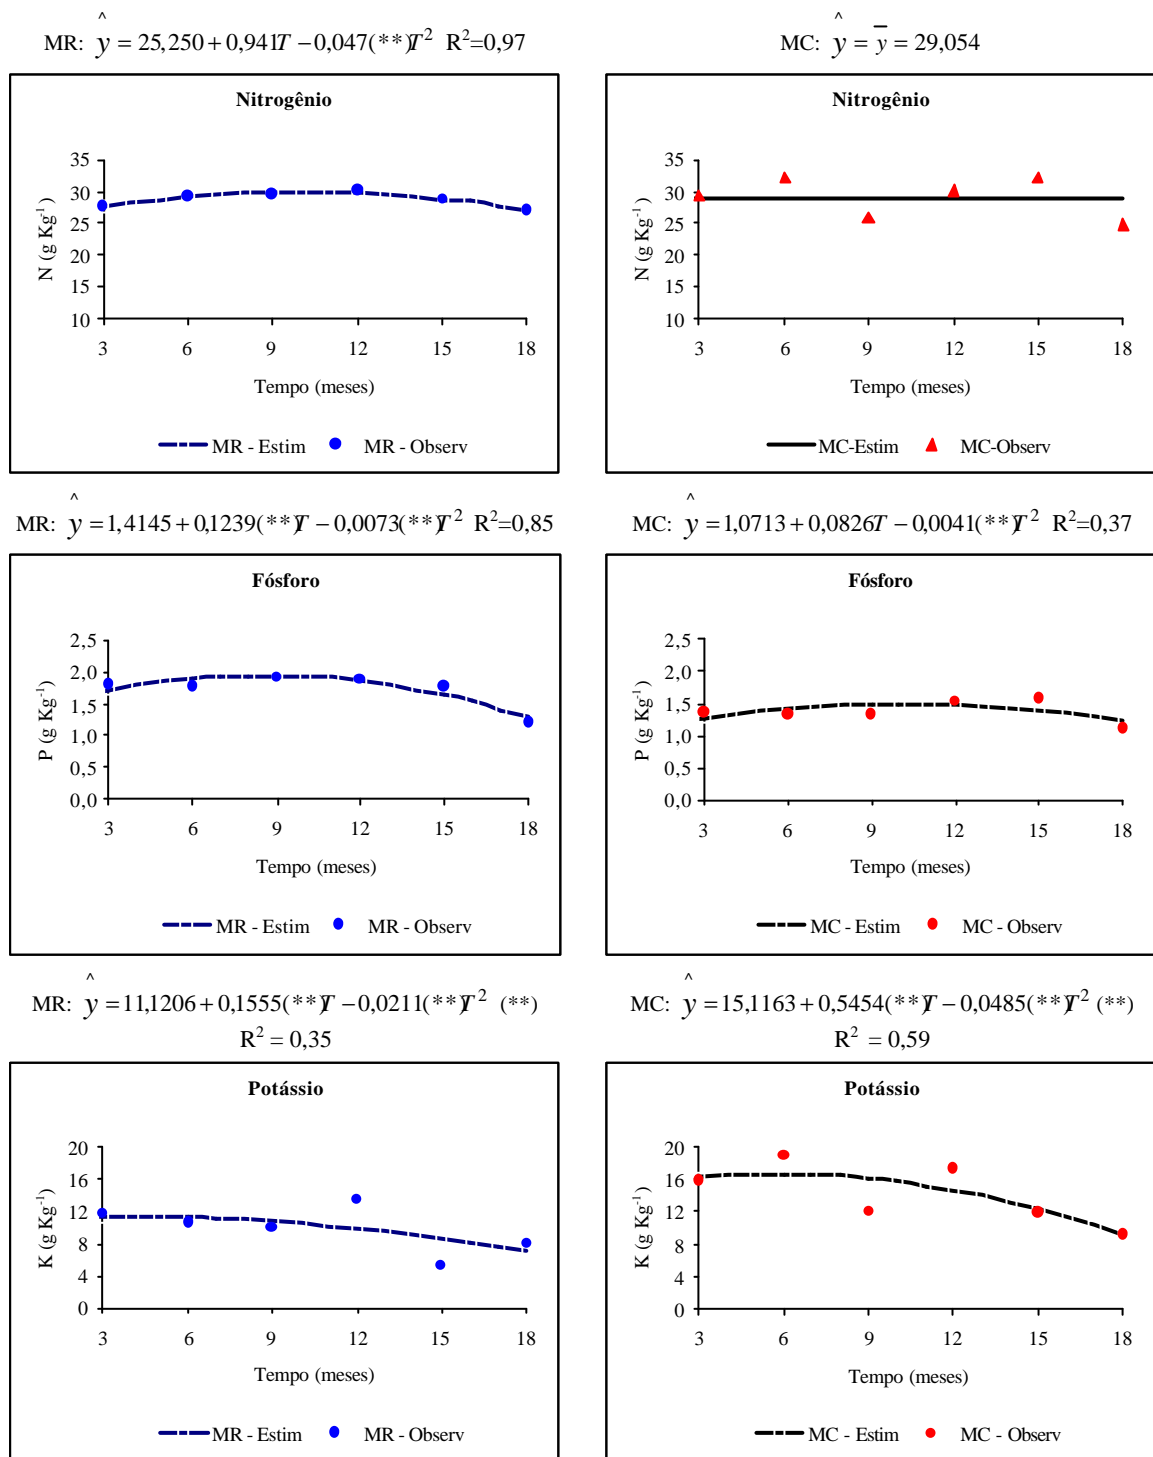 MR: ŷ = 25,250 + 0,941T − 0,047(**)T² R²=0,97
MC: ŷ = y̅ = 29,054
Nitrogênio
35
30
25
20
15
10
N (g Kg⁻¹)
3 6 9 12 15 18
Tempo (meses)
MR - Estim MR - Observ
Nitrogênio
35
30
25
20
15
10
N (g Kg⁻¹)
3 6 9 12 15 18
Tempo (meses)
MC-Estim MC-Observ
MR: ŷ = 1,4145 + 0,1239(**)T − 0,0073(**)T² R²=0,85
MC: ŷ = 1,0713 + 0,0826T − 0,0041(**)T² R²=0,37
Fósforo
2,5
2,0
1,5
1,0
0,5
0,0
P (g Kg⁻¹)
3 6 9 12 15 18
Tempo (meses)
MR - Estim MR - Observ
Fósforo
2,5
2,0
1,5
1,0
0,5
0,0
P (g Kg⁻¹)
3 6 9 12 15 18
Tempo (meses)
MC - Estim MC - Observ
MR: ŷ = 11,1206 + 0,1555(**)T − 0,0211(**)T² (**)
R² = 0,35
MC: ŷ = 15,1163 + 0,5454(**)T − 0,0485(**)T² (**)
R² = 0,59
Potássio
20
16
12
8
4
0
K (g Kg⁻¹)
3 6 9 12 15 18
Tempo (meses)
MR - Estim MR - Observ
Potássio
20
16
12
8
4
0
K (g Kg⁻¹)
3 6 9 12 15 18
Tempo (meses)
MC - Estim MC - Observ